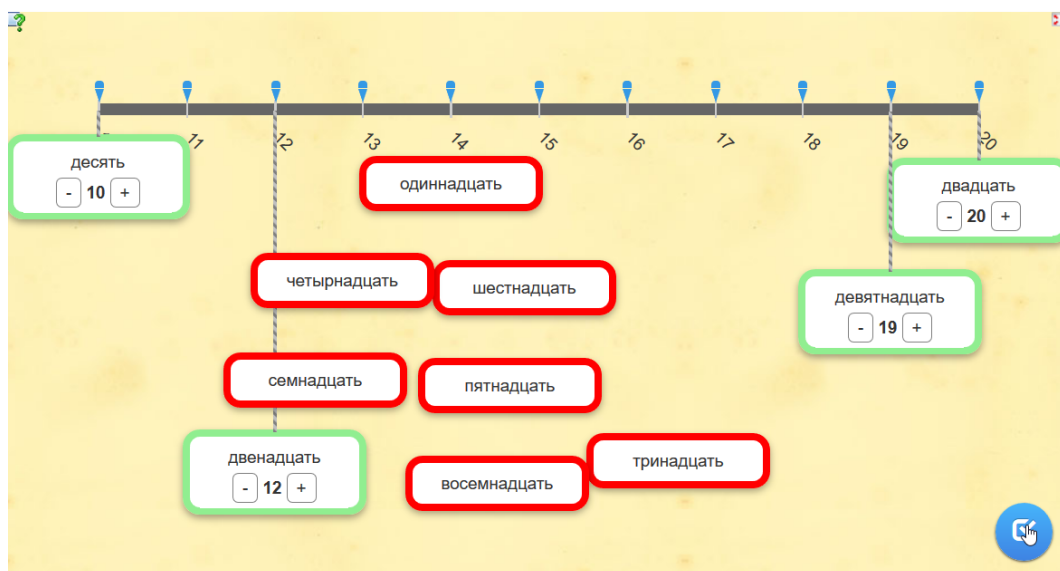 ?
11 12 13 14 15 16 17 18 19 20
десять
- 10 +
одиннадцать
двадцать
- 20 +
четырнадцать
шестнадцать
девятнадцать
- 19 +
семнадцать
пятнадцать
двенадцать
- 12 +
тринадцать
восемнадцать